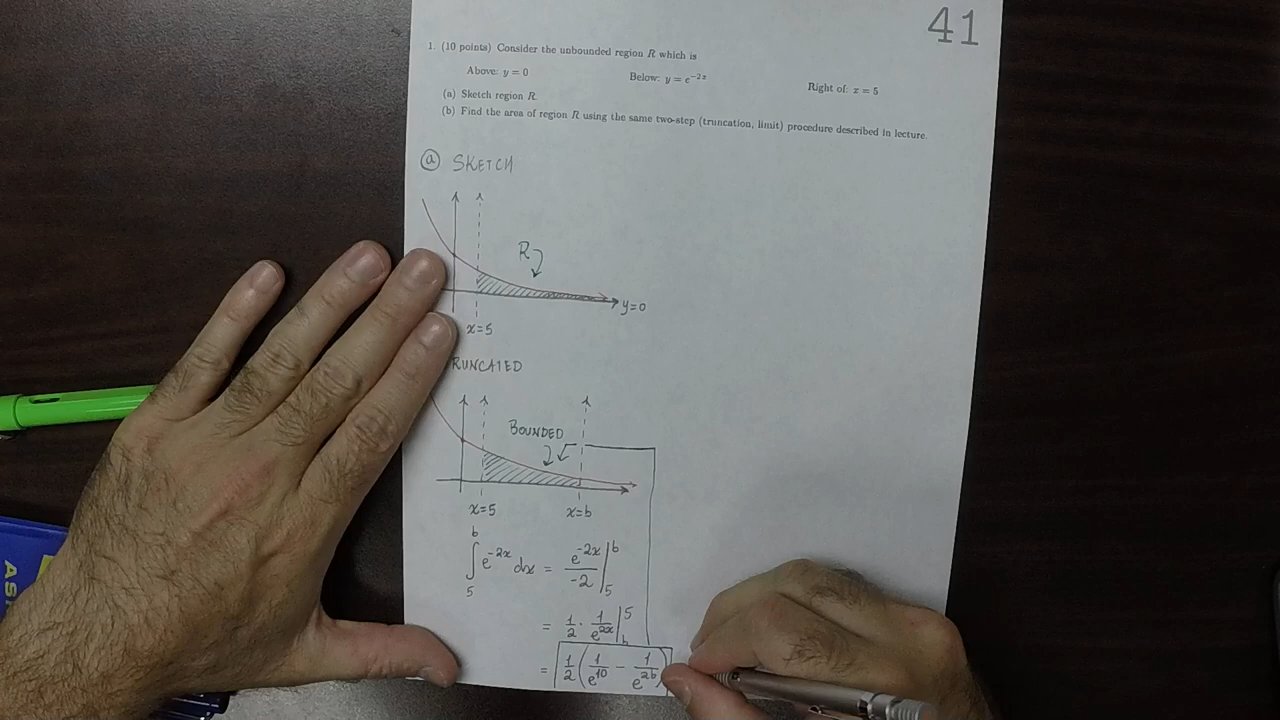 41
1. (10 points) Consider the unbounded region R which is
Above: y = 0 Below: y = e^{-2x} Right of: x = 5
(a) Sketch region R.
(b) Find the area of region R using the same two-step (truncation, limit) procedure described in lecture.
ⓐ SKETCH
R
y=0
x=5
RUNCATED
BOUNDED
x=5 x=b
∫_5^b e^{-2x} dx = e^{-2x}/-2 |_5^b
= 1/2 · 1/e^{2x} |_b^5
= 1/2 (1/e^{10} − 1/e^{2b})
AS